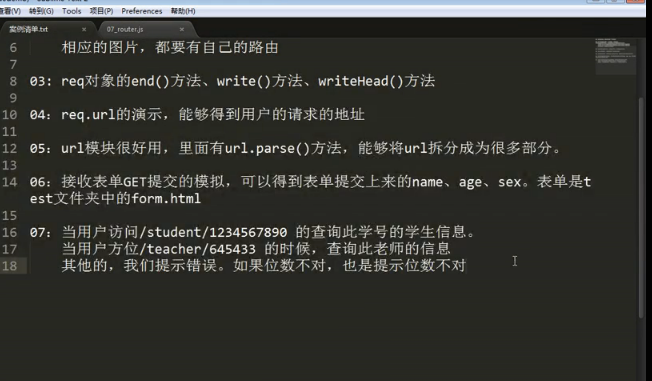 查看(V) 转到(G) Tools 项目(P) Preferences 帮助(H)
案例清单.txt × 07_router.js ×
6 相应的图片，都要有自己的路由
7
8 03: req对象的end()方法、write()方法、writeHead()方法
9
10 04: req.url的演示，能够得到用户的请求的地址
11
12 05: url模块很好用，里面有url.parse()方法，能够将url拆分成为很多部分。
13
14 06: 接收表单GET提交的模拟，可以得到表单提交上来的name、age、sex。表单是t
est文件夹中的form.html
15
16 07: 当用户访问/student/1234567890 的查询此学号的学生信息。
17 当用户方位/teacher/645433 的时候，查询此老师的信息
18 其他的，我们提示错误。如果位数不对，也是提示位数不对